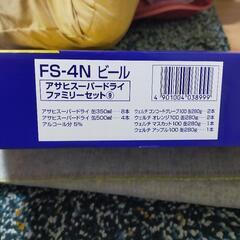 FS-4N ビール
アサヒスーパードライ
ファミリーセット⑨
アサヒスーパードライ 缶350ml…8本
アサヒスーパードライ 缶500ml…4本
アルコール分 5%
4 901004 038999
ウェルチ コンコードグレープ100 缶280g…2本
ウェルチ オレンジ100 缶280g…2本
ウェルチ マスカット100 缶280g…1本
ウェルチ アップル100 缶280g…1本